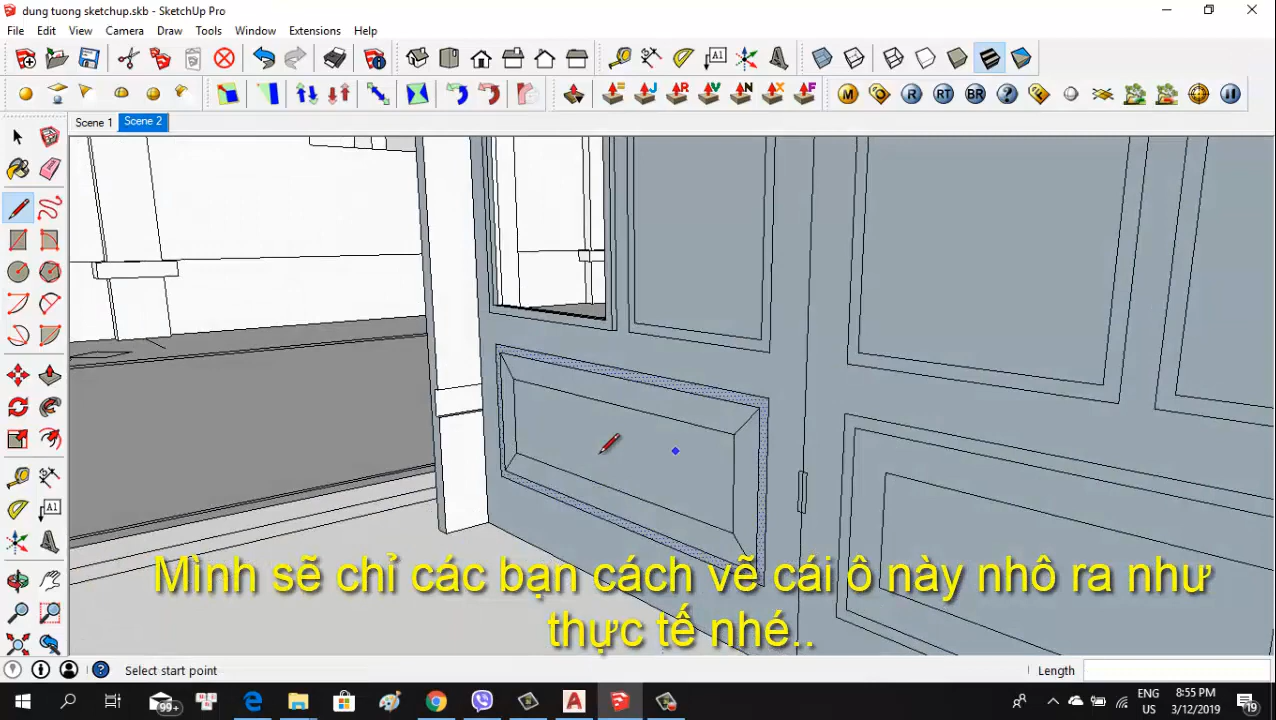 dung tuong sketchup.skb - SketchUp Pro
File Edit View Camera Draw Tools Window Extensions Help
Scene 1 Scene 2
Mình sẽ chỉ các bạn cách vẽ cái ô này nhô ra như
thực tế nhé..
Select start point Length
ENG 8:55 PM
US 3/12/2019
99+
19